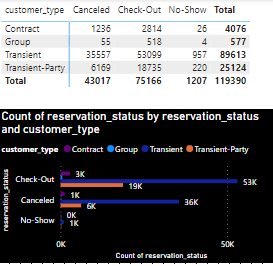 customer_type Canceled Check-Out No-Show Total
Contract 1236 2814 26 4076
Group 55 518 4 577
Transient 35557 53099 957 89613
Transient-Party 6169 18735 220 25124
Total 43017 75166 1207 119390
Count of reservation_status by reservation_status
and customer_type
customer_type Contract Group Transient Transient-Party
reservation_status
Check-Out 3K 53K 19K
Canceled 1K 36K 6K
No-Show 0K 1K
0K 50K
Count of reservation_status